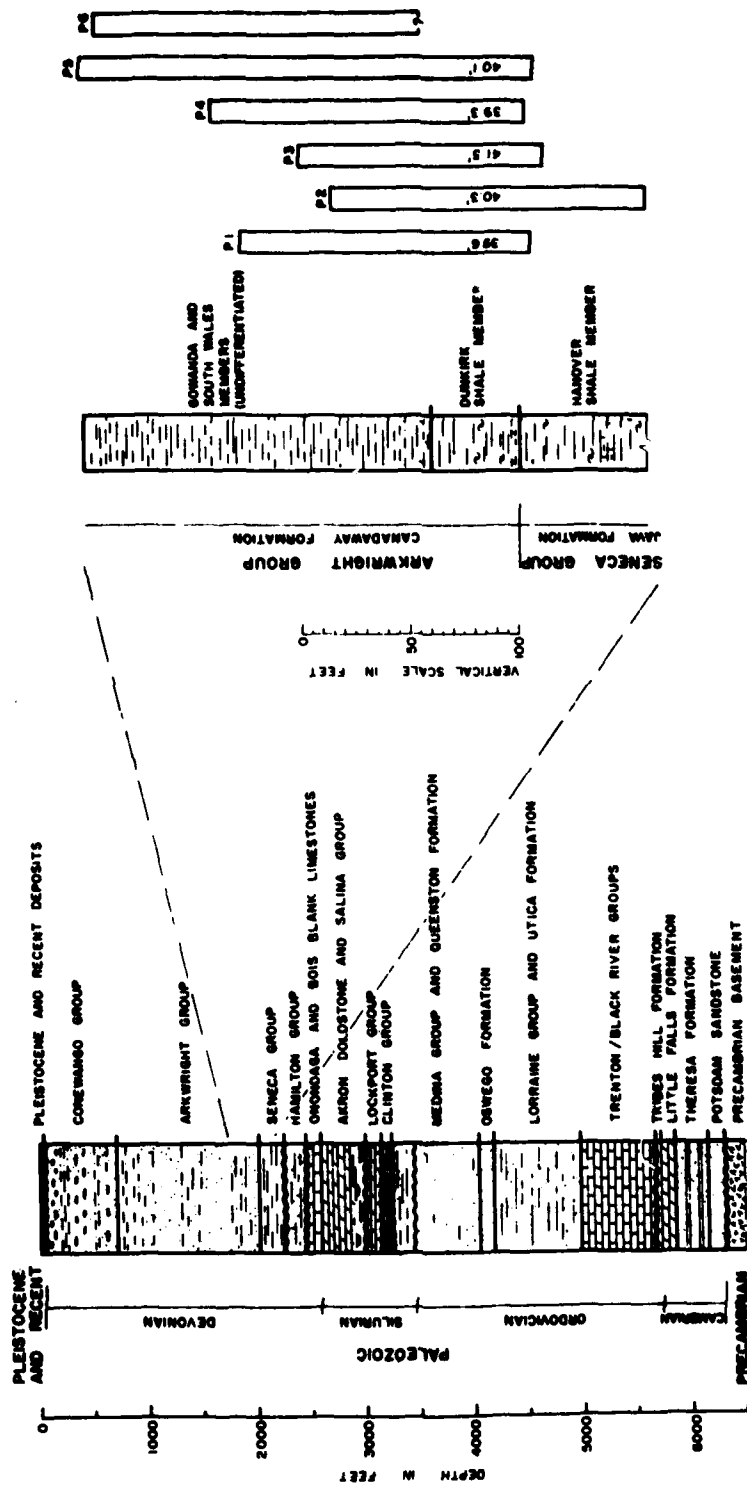 PLEISTOCENE
AND RECENT
PLEISTOCENE AND RECENT DEPOSITS
CONEWANGO GROUP
ARKWRIGHT GROUP
SENECA GROUP
HAMILTON GROUP
ONONDAGA AND BOIS BLANK LIMESTONES
AKRON DOLOSTONE AND SALINA GROUP
LOCKPORT GROUP
CLINTON GROUP
MEDINA GROUP AND QUEENSTON FORMATION
OSWEGO FORMATION
LORRAINE GROUP AND UTICA FORMATION
TRENTON/BLACK RIVER GROUPS
TRIBES HILL FORMATION
LITTLE FALLS FORMATION
THERESA FORMATION
POTSDAM SANDSTONE
PRECAMBRIAN BASEMENT
DEVONIAN
SILURIAN
ORDOVICIAN
CAMBRIAN
PALEOZOIC
PRECAMBRIAN
0
1000
2000
3000
4000
5000
6000
DEPTH IN FEET
VERTICAL SCALE IN FEET
0
50
100
ARKWRIGHT GROUP
CANADAWAY FORMATION
SENECA GROUP
JAVA FORMATION
GOWANDA AND
SOUTH WALES
MEMBERS
(UNDIFFERENTIATED)
DUNKIRK
SHALE MEMBE
HANOVER
SHALE MEMBER
P1
39.6'
P2
40.3'
P3
41.5'
P4
39.3'
P5
40.1'
P6
?